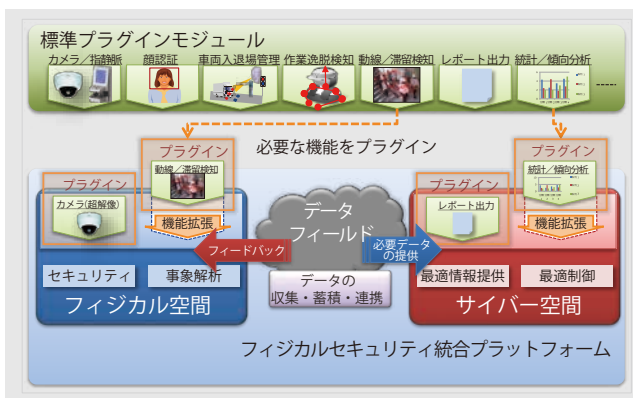 標準プラグインモジュール
カメラ／指静脈
顔認証
車両入退場管理
作業逸脱検知
動線／滞留検知
レポート出力
統計／傾向分析
必要な機能をプラグイン
プラグイン
動線／滞留検知
プラグイン
統計／傾向分析
プラグイン
カメラ(超解像)
プラグイン
レポート出力
機能拡張
機能拡張
データ
フィールド
フィードバック
必要データ
の提供
セキュリティ
事象解析
データの
収集・蓄積・連携
最適情報提供
最適制御
フィジカル空間
サイバー空間
フィジカルセキュリティ統合プラットフォーム